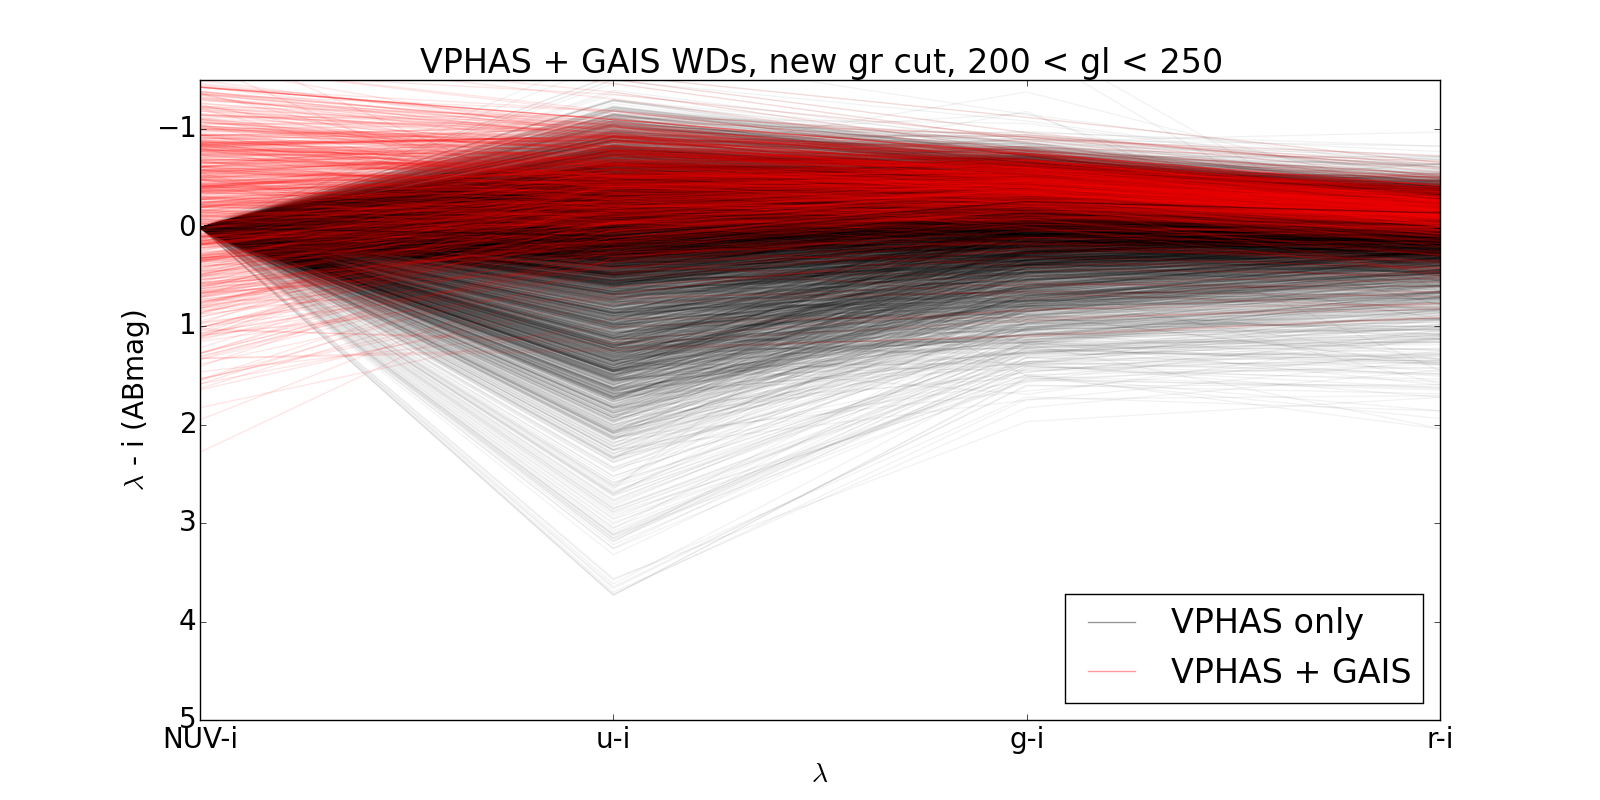 VPHAS + GAIS WDs, new gr cut, 200 < gl < 250
λ - i (ABmag)
−1
0
1
2
3
4
5
NUV-i
u-i
g-i
r-i
λ
VPHAS only
VPHAS + GAIS